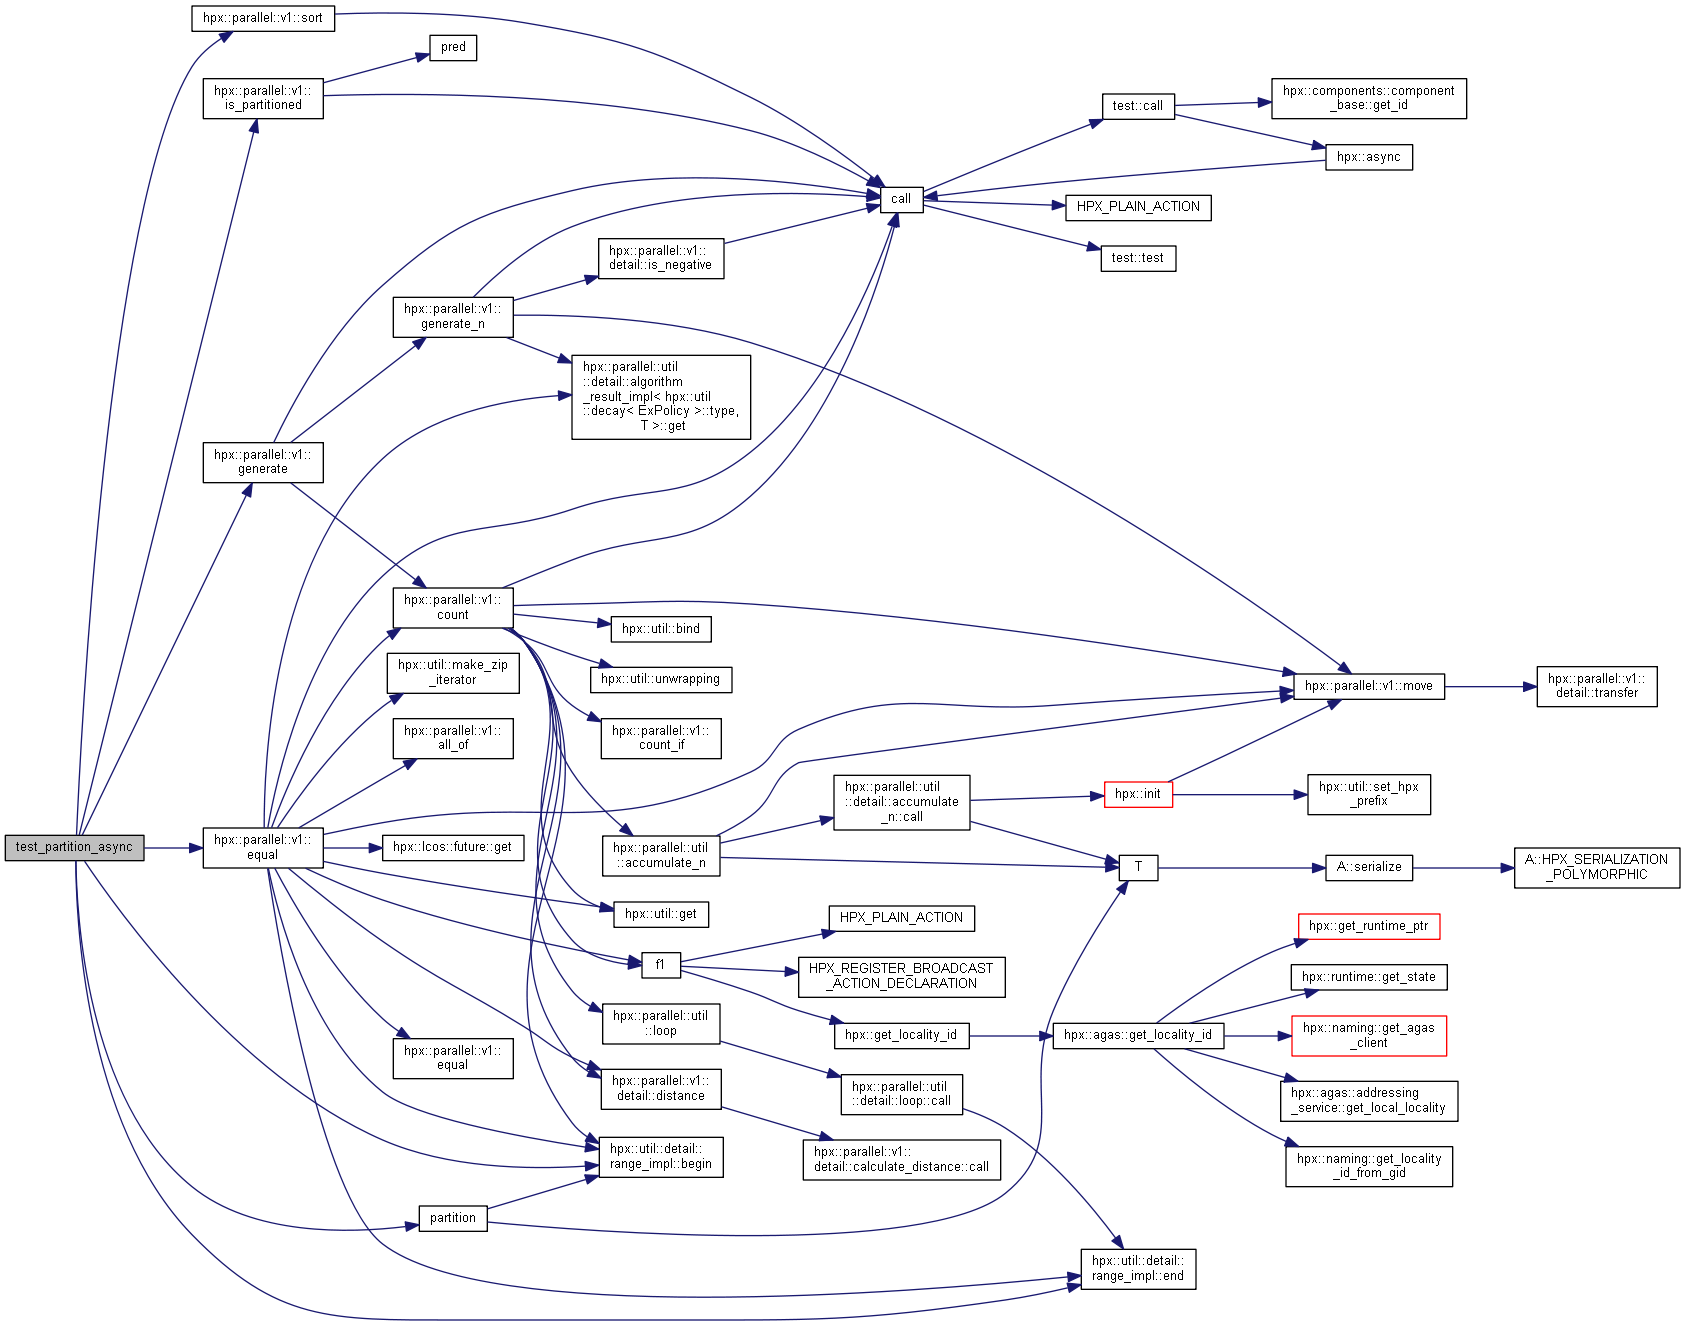 hpx::parallel::v1::sort
pred
hpx::parallel::v1::
is_partitioned
test::call
hpx::components::component
_base::get_id
hpx::async
call
HPX_PLAIN_ACTION
test::test
hpx::parallel::v1::
detail::is_negative
hpx::parallel::v1::
generate_n
hpx::parallel::util
::detail::algorithm
_result_impl< hpx::util
::decay< ExPolicy >::type,
T >::get
hpx::parallel::v1::
generate
hpx::parallel::v1::
count
hpx::util::bind
hpx::util::make_zip
_iterator
hpx::util::unwrapping
hpx::parallel::v1::move
hpx::parallel::v1::
detail::transfer
hpx::parallel::v1::
all_of
hpx::parallel::v1::
count_if
hpx::parallel::util
::detail::accumulate
_n::call
hpx::init
hpx::util::set_hpx
_prefix
test_partition_async
hpx::parallel::v1::
equal
hpx::lcos::future::get
hpx::parallel::util
::accumulate_n
T
A::serialize
A::HPX_SERIALIZATION
_POLYMORPHIC
hpx::util::get
HPX_PLAIN_ACTION
hpx::get_runtime_ptr
f1
HPX_REGISTER_BROADCAST
_ACTION_DECLARATION
hpx::runtime::get_state
hpx::parallel::util
::loop
hpx::get_locality_id
hpx::agas::get_locality_id
hpx::naming::get_agas
_client
hpx::parallel::v1::
equal
hpx::parallel::v1::
detail::distance
hpx::parallel::util
::detail::loop::call
hpx::agas::addressing
_service::get_local_locality
hpx::util::detail::
range_impl::begin
hpx::parallel::v1::
detail::calculate_distance::call
hpx::naming::get_locality
_id_from_gid
partition
hpx::util::detail::
range_impl::end